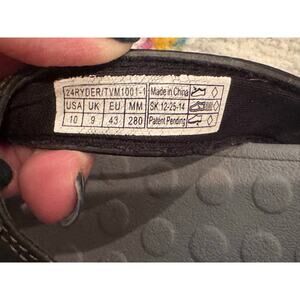 24RYDER/TVM1001-1 Made in China
USA UK EU MM SK 12-25-14
10 9 43 280 Patent Pending